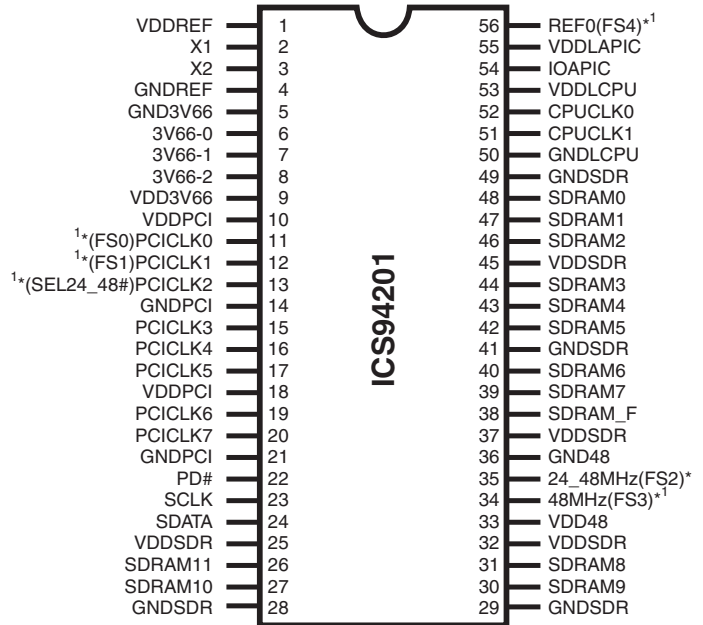 VDDREF 1 56 REF0(FS4)*1
X1 2 55 VDDLAPIC
X2 3 54 IOAPIC
GNDREF 4 53 VDDLCPU
GND3V66 5 52 CPUCLK0
3V66-0 6 51 CPUCLK1
3V66-1 7 50 GNDLCPU
3V66-2 8 49 GNDSDR
VDD3V66 9 48 SDRAM0
VDDPCI 10 47 SDRAM1
1*(FS0)PCICLK0 11 46 SDRAM2
1*(FS1)PCICLK1 12 45 VDDSDR
1*(SEL24_48#)PCICLK2 13 44 SDRAM3
GNDPCI 14 43 SDRAM4
PCICLK3 15 42 SDRAM5
PCICLK4 16 41 GNDSDR
PCICLK5 17 40 SDRAM6
VDDPCI 18 39 SDRAM7
PCICLK6 19 38 SDRAM_F
PCICLK7 20 37 VDDSDR
GNDPCI 21 36 GND48
PD# 22 35 24_48MHz(FS2)*
SCLK 23 34 48MHz(FS3)*1
SDATA 24 33 VDD48
VDDSDR 25 32 VDDSDR
SDRAM11 26 31 SDRAM8
SDRAM10 27 30 SDRAM9
GNDSDR 28 29 GNDSDR
ICS94201